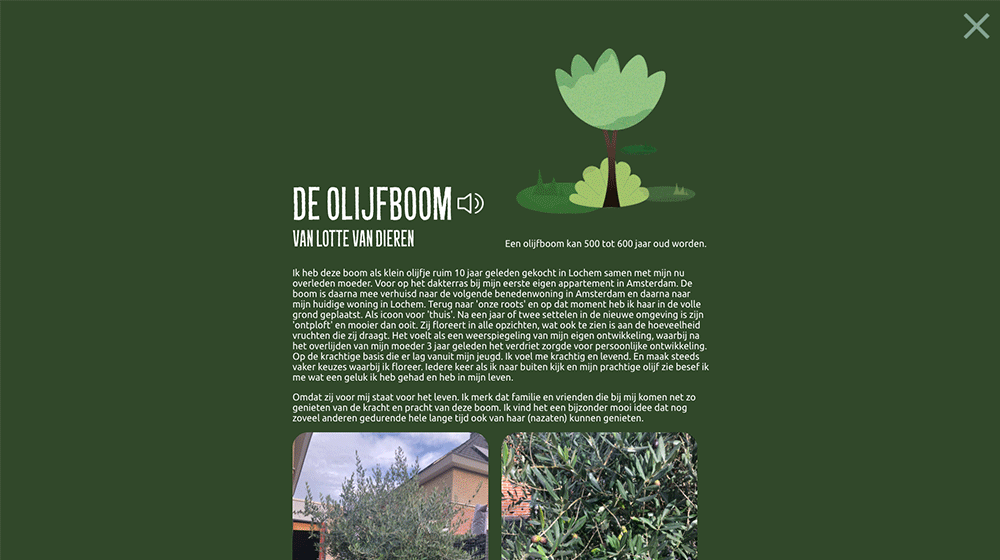 DE OLIJFBOOM
VAN LOTTE VAN DIEREN
Een olijfboom kan 500 tot 600 jaar oud worden.
Ik heb deze boom als klein olijfje ruim 10 jaar geleden gekocht in Lochem samen met mijn nu
overleden moeder. Voor op het dakterras bij mijn eerste eigen appartement in Amsterdam. De
boom is daarna mee verhuisd naar de volgende benedenwoning in Amsterdam en daarna naar
mijn huidige woning in Lochem. Terug naar 'onze roots' en op dat moment heb ik haar in de volle
grond geplaatst. Als icoon voor 'thuis'. Na een jaar of twee settelen in de nieuwe omgeving is zijn
'ontploft' en mooier dan ooit. Zij floreert in alle opzichten, wat ook te zien is aan de hoeveelheid
vruchten die zij draagt. Het voelt als een weerspiegeling van mijn eigen ontwikkeling, waarbij na
het overlijden van mijn moeder 3 jaar geleden het verdriet zorgde voor persoonlijke ontwikkeling.
Op de krachtige basis die er lag vanuit mijn jeugd. Ik voel me krachtig en levend. En maak steeds
vaker keuzes waarbij ik floreer. Iedere keer als ik naar buiten kijk en mijn prachtige olijf zie besef ik
me wat een geluk ik heb gehad en heb in mijn leven.
Omdat zij voor mij staat voor het leven. Ik merk dat familie en vrienden die bij mij komen net zo
genieten van de kracht en pracht van deze boom. Ik vind het een bijzonder mooi idee dat nog
zoveel anderen gedurende hele lange tijd ook van haar (nazaten) kunnen genieten.